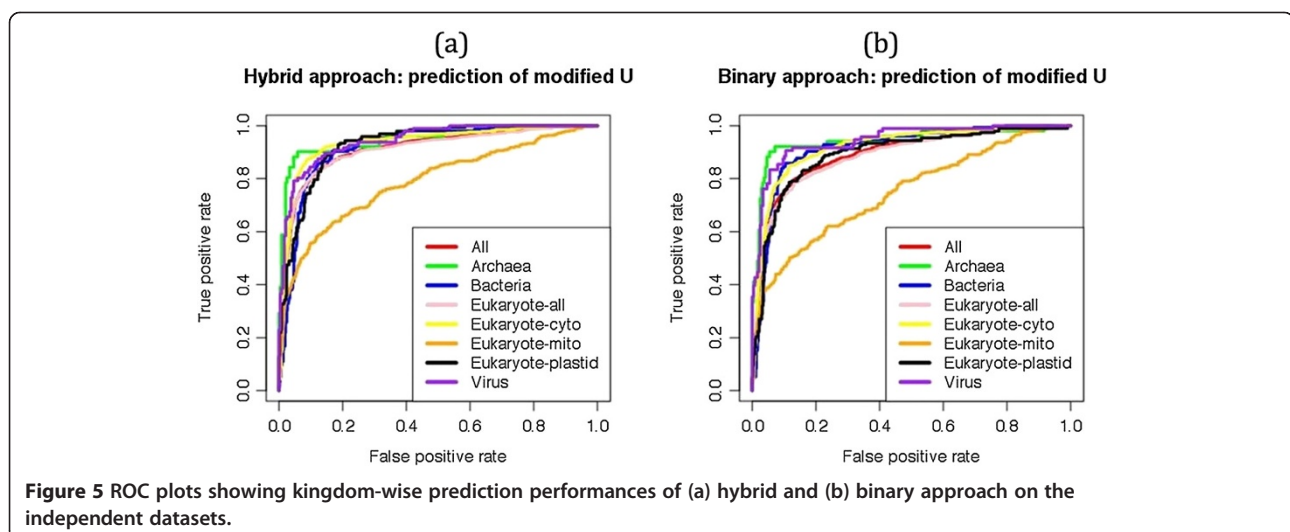 (a)
Hybrid approach: prediction of modified U
True positive rate
0.0 0.2 0.4 0.6 0.8 1.0
All
Archaea
Bacteria
Eukaryote-all
Eukaryote-cyto
Eukaryote-mito
Eukaryote-plastid
Virus
0.0 0.2 0.4 0.6 0.8 1.0
False positive rate
(b)
Binary approach: prediction of modified U
True positive rate
0.0 0.2 0.4 0.6 0.8 1.0
All
Archaea
Bacteria
Eukaryote-all
Eukaryote-cyto
Eukaryote-mito
Eukaryote-plastid
Virus
0.0 0.2 0.4 0.6 0.8 1.0
False positive rate
Figure 5 ROC plots showing kingdom-wise prediction performances of (a) hybrid and (b) binary approach on the
independent datasets.